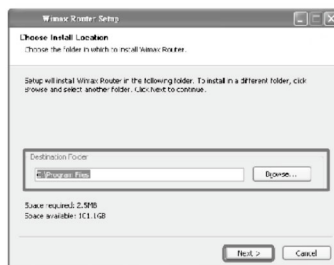 Wimax Router Setup
Choose Install Location
Choose the folder in which to install Wimax Router.
Setup will install Wimax Router in the following folder. To install in a different folder, click
Browse and select another folder. Click Next to continue.
Destination Folder
\Program Files
Browse...
Space required: 2.5MB
Space available: 101.1GB
Next >
Cancel